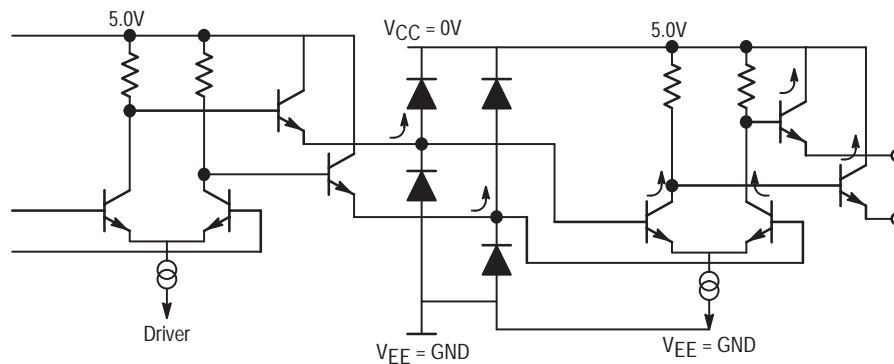 5.0V
VCC = 0V
5.0V
Driver
VEE = GND
VEE = GND